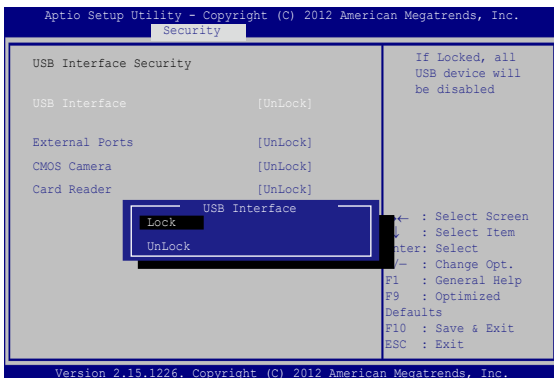 Aptio Setup Utility - Copyright (C) 2012 American Megatrends, Inc.
Security
USB Interface Security
USB Interface [UnLock]
External Ports [UnLock]
CMOS Camera [UnLock]
Card Reader [UnLock]
USB Interface
Lock
UnLock
If Locked, all
USB device will
be disabled
: Select Screen
: Select Item
nter: Select
/— : Change Opt.
F1 : General Help
F9 : Optimized
Defaults
F10 : Save & Exit
ESC : Exit
Version 2.15.1226. Copyright (C) 2012 American Megatrends, Inc.